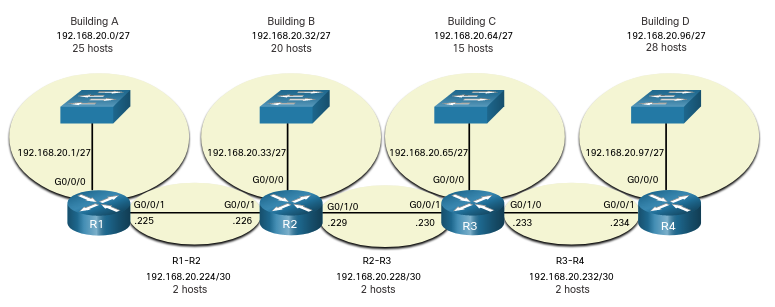 Building A
192.168.20.0/27
25 hosts
Building B
192.168.20.32/27
20 hosts
Building C
192.168.20.64/27
15 hosts
Building D
192.168.20.96/27
28 hosts
192.168.20.1/27
192.168.20.33/27
192.168.20.65/27
192.168.20.97/27
G0/0/0
G0/0/0
G0/0/0
G0/0/0
R1
G0/0/1
.225
G0/0/1
.226
R2
G0/1/0
.229
G0/0/1
.230
R3
G0/1/0
.233
G0/0/1
.234
R4
R1-R2
192.168.20.224/30
2 hosts
R2-R3
192.168.20.228/30
2 hosts
R3-R4
192.168.20.232/30
2 hosts